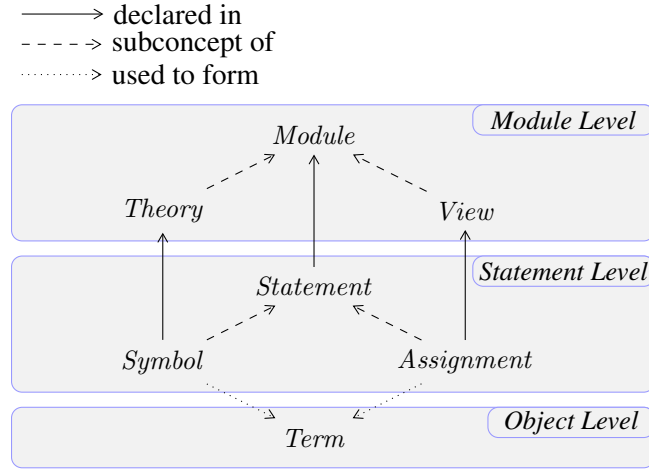 declared in
subconcept of
used to form
Module Level
Module
Theory
View
Statement Level
Statement
Symbol
Assignment
Object Level
Term